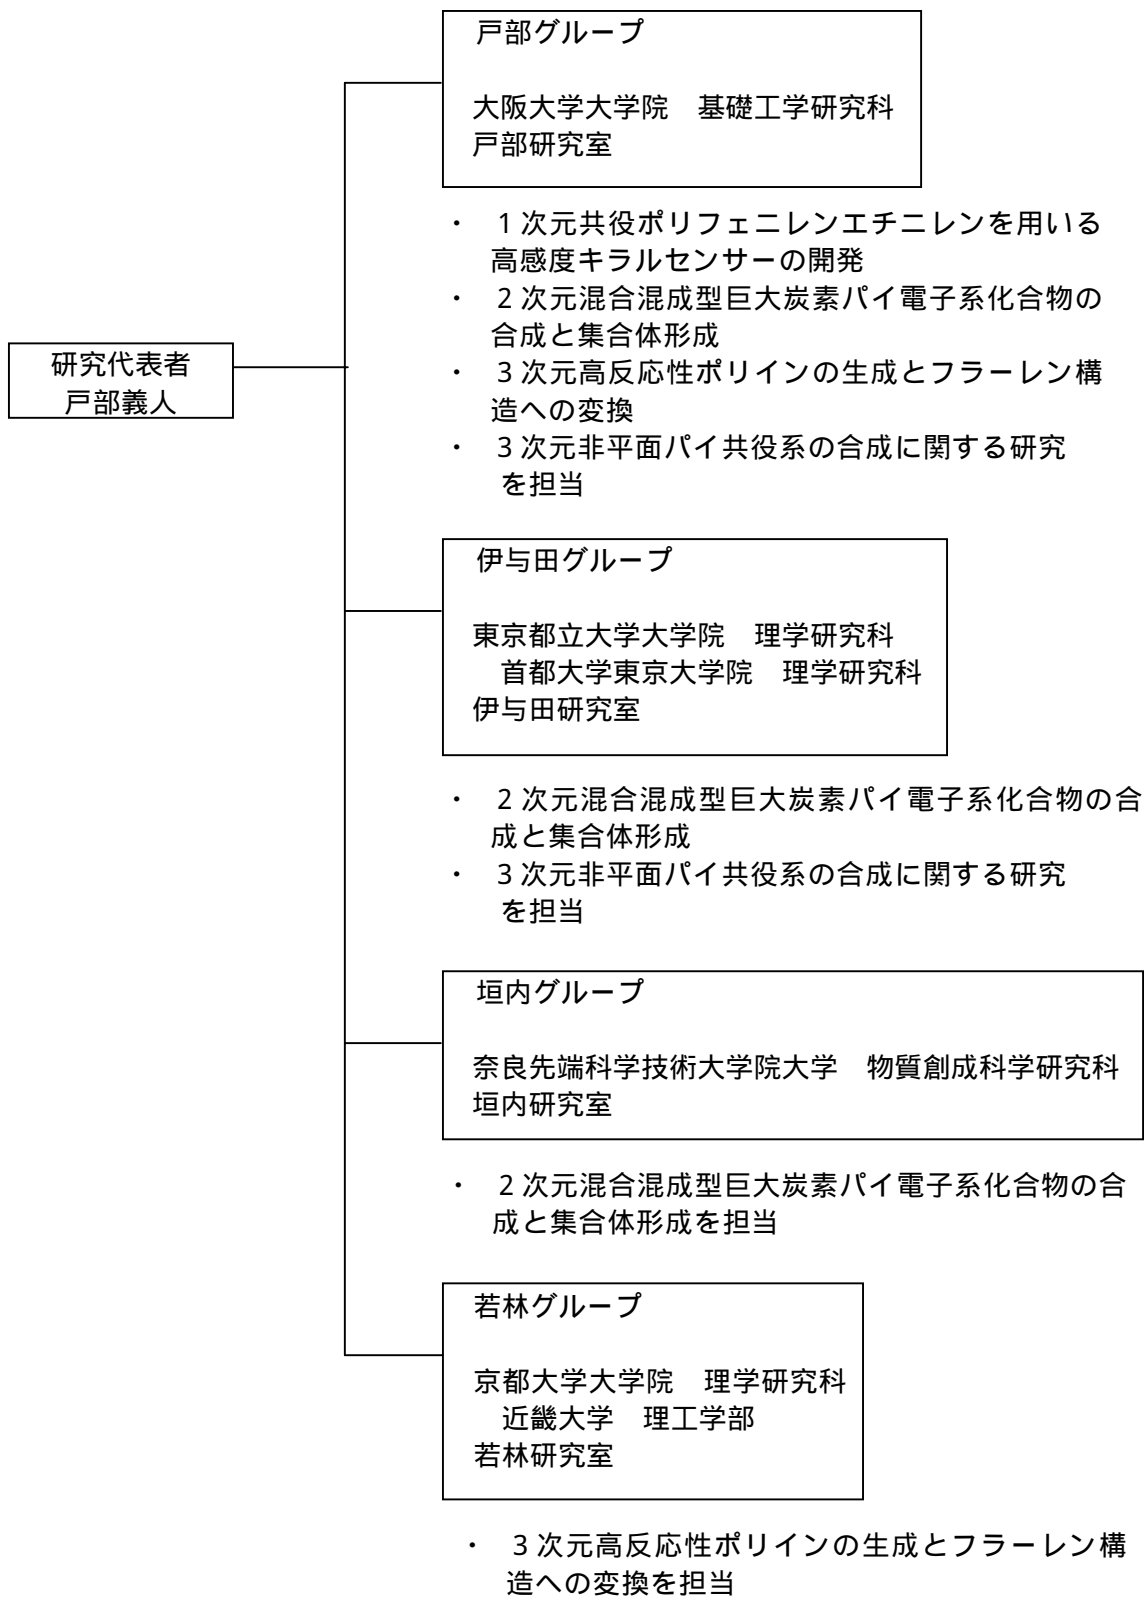 戸部グループ
大阪大学大学院　基礎工学研究科
戸部研究室
・　1次元共役ポリフェニレンエチニレンを用いる
高感度キラルセンサーの開発
・　2次元混合混成型巨大炭素パイ電子系化合物の
合成と集合体形成
・　3次元高反応性ポリインの生成とフラーレン構
造への変換
・　3次元非平面パイ共役系の合成に関する研究
を担当
研究代表者
戸部義人
伊与田グループ
東京都立大学大学院　理学研究科
首都大学東京大学院　理学研究科
伊与田研究室
・　2次元混合混成型巨大炭素パイ電子系化合物の合
成と集合体形成
・　3次元非平面パイ共役系の合成に関する研究
を担当
垣内グループ
奈良先端科学技術大学院大学　物質創成科学研究科
垣内研究室
・　2次元混合混成型巨大炭素パイ電子系化合物の合
成と集合体形成を担当
若林グループ
京都大学大学院　理学研究科
近畿大学　理工学部
若林研究室
・　3次元高反応性ポリインの生成とフラーレン構
造への変換を担当